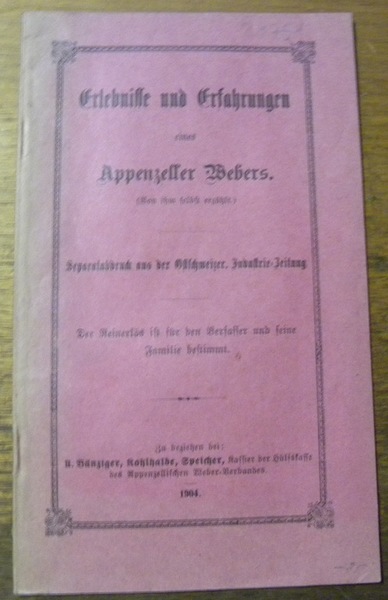 Erlebnisse und Erfahrungen
eines
Appenzeller Webers.
(Von ihm selbst erzählt.)
Separatabdruck aus der Ostschweizer. Industrie-Zeitung
Der Reinerlös ist für den Verfasser und seine
Familie bestimmt.
Zu beziehen bei:
U. Bänziger, Kohlhalde, Speicher, Kassier der Hülfskasse
des Appenzellischen Weber-Verbandes.
1904.